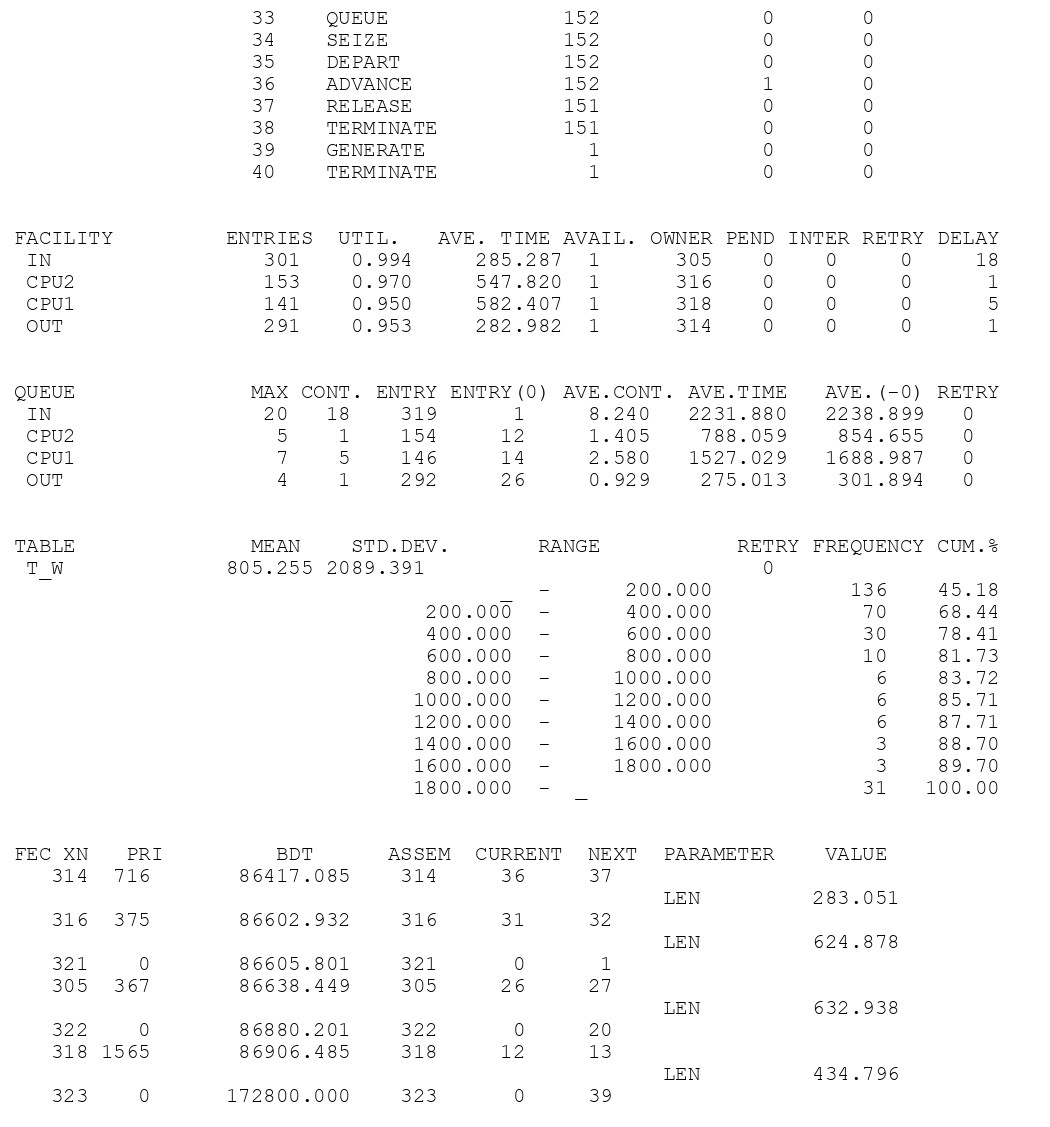 33 QUEUE 152 0 0
34 SEIZE 152 0 0
35 DEPART 152 0 0
36 ADVANCE 152 1 0
37 RELEASE 151 0 0
38 TERMINATE 151 0 0
39 GENERATE 1 0 0
40 TERMINATE 1 0 0
FACILITY ENTRIES UTIL. AVE. TIME AVAIL. OWNER PEND INTER RETRY DELAY
IN 301 0.994 285.287 1 305 0 0 0 18
CPU2 153 0.970 547.820 1 316 0 0 0 1
CPU1 141 0.950 582.407 1 318 0 0 0 5
OUT 291 0.953 282.982 1 314 0 0 0 1
QUEUE MAX CONT. ENTRY ENTRY(0) AVE.CONT. AVE.TIME AVE.(-0) RETRY
IN 20 18 319 1 8.240 2231.880 2238.899 0
CPU2 5 1 154 12 1.405 788.059 854.655 0
CPU1 7 5 146 14 2.580 1527.029 1688.987 0
OUT 4 1 292 26 0.929 275.013 301.894 0
TABLE MEAN STD.DEV. RANGE RETRY FREQUENCY CUM.%
T_W 805.255 2089.391 0
_ - 200.000 136 45.18
200.000 - 400.000 70 68.44
400.000 - 600.000 30 78.41
600.000 - 800.000 10 81.73
800.000 - 1000.000 6 83.72
1000.000 - 1200.000 6 85.71
1200.000 - 1400.000 6 87.71
1400.000 - 1600.000 3 88.70
1600.000 - 1800.000 3 89.70
1800.000 - _ 31 100.00
FEC XN PRI BDT ASSEM CURRENT NEXT PARAMETER VALUE
314 716 86417.085 314 36 37
LEN 283.051
316 375 86602.932 316 31 32
LEN 624.878
321 0 86605.801 321 0 1
305 367 86638.449 305 26 27
LEN 632.938
322 0 86880.201 322 0 20
318 1565 86906.485 318 12 13
LEN 434.796
323 0 172800.000 323 0 39